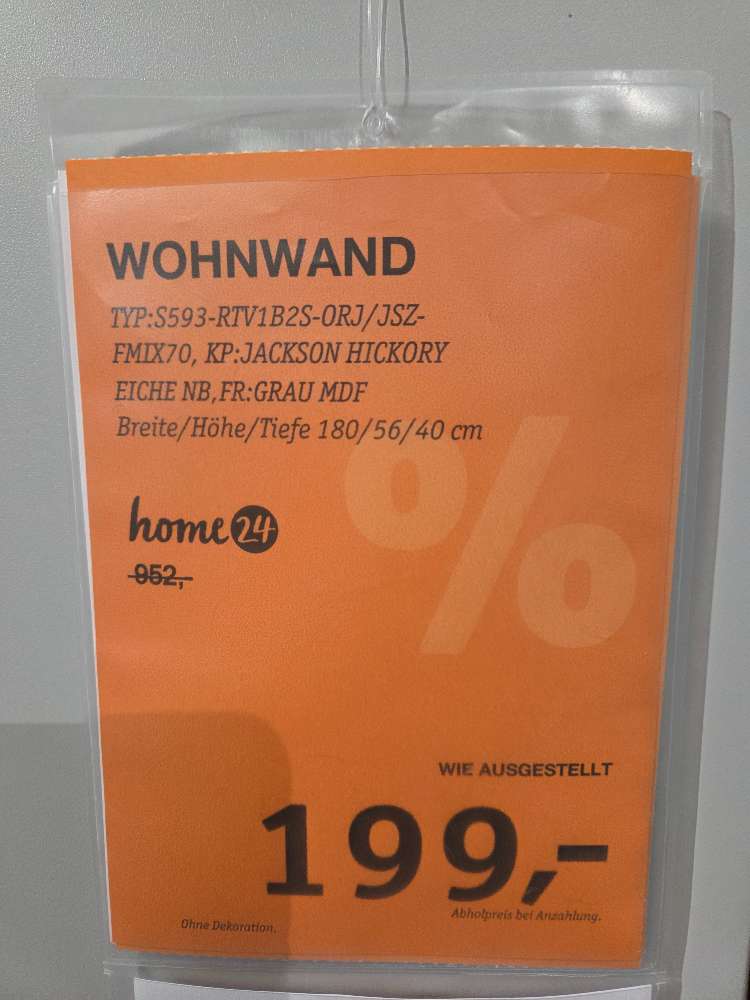 WOHNWAND
TYP:S593-RTV1B2S-ORJ/JSZ-
FMIX70, KP:JACKSON HICKORY
EICHE NB,FR:GRAU MDF
Breite/Höhe/Tiefe 180/56/40 cm
%
home24
952,-
WIE AUSGESTELLT
199,-
Abholpreis bei Anzahlung.
Ohne Dekoration.